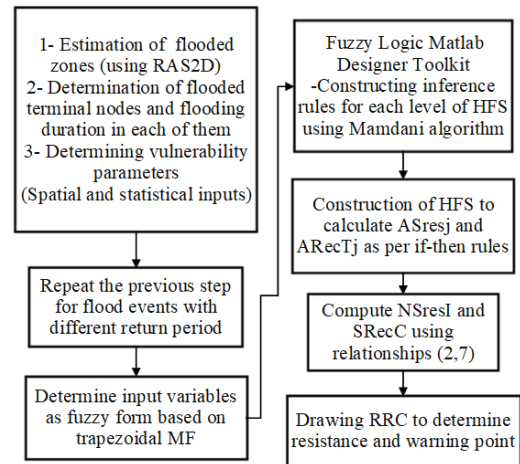 1- Estimation of flooded
zones (using RAS2D)
2- Determination of flooded
terminal nodes and flooding
duration in each of them
3- Determining vulnerability
parameters
(Spatial and statistical inputs)
Repeat the previous step
for flood events with
different return period
Determine input variables
as fuzzy form based on
trapezoidal MF
Fuzzy Logic Matlab
Designer Toolkit
-Constructing inference
rules for each level of HFS
using Mamdani algorithm
Construction of HFS to
calculate ASresj and
ARecTj as per if-then rules
Compute NSresI and
SRecC using
relationships (2,7)
Drawing RRC to determine
resistance and warning point